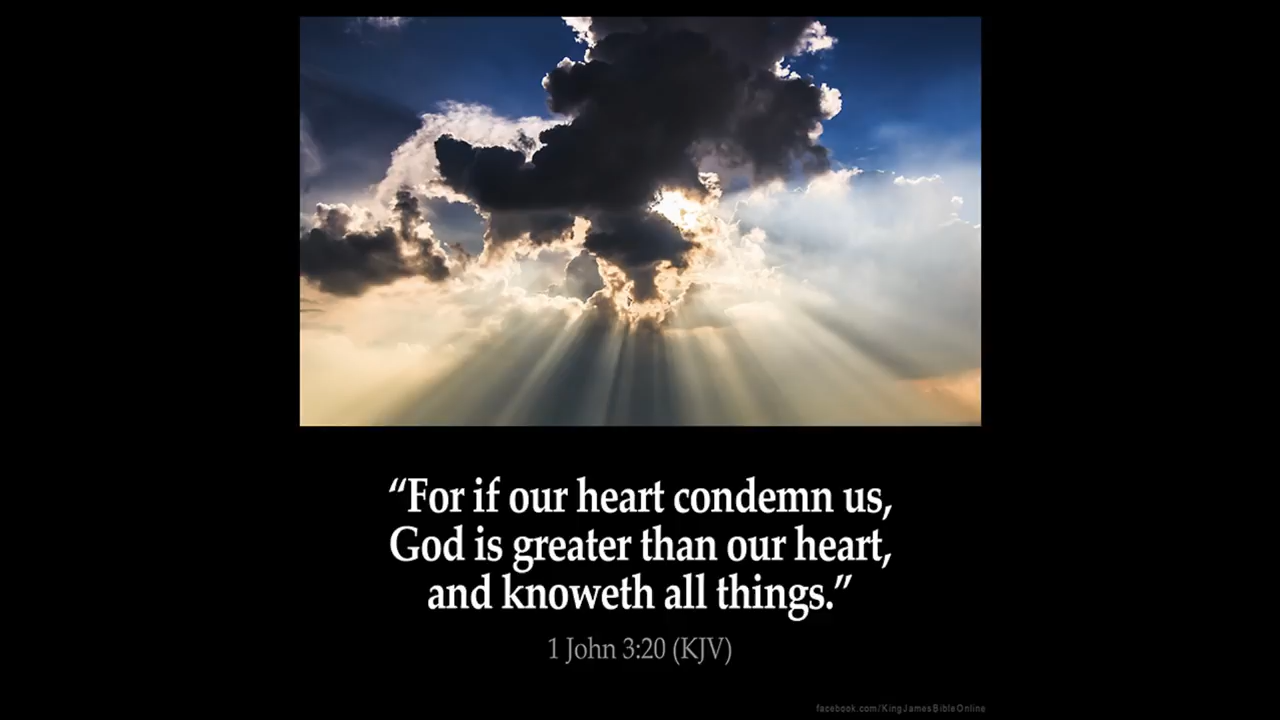 “For if our heart condemn us,
God is greater than our heart,
and knoweth all things.”
1 John 3:20 (KJV)
facebook.com/KingJamesBibleOnline